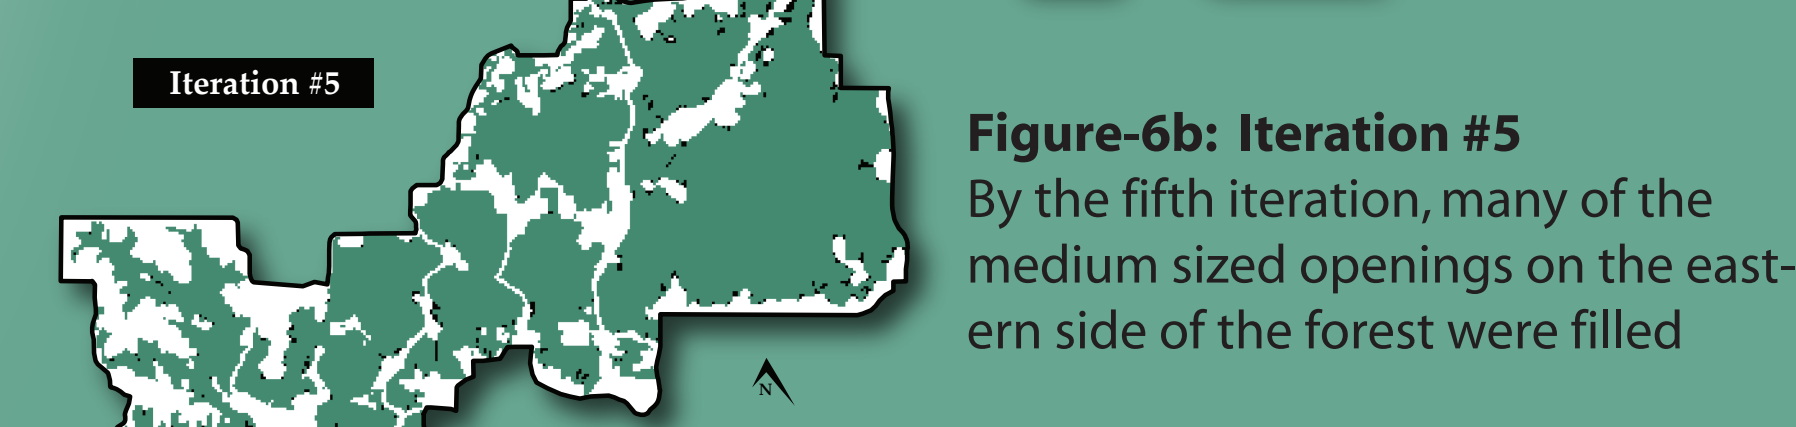 Iteration #5
Figure-6b: Iteration #5
By the fifth iteration, many of the
medium sized openings on the east-
ern side of the forest were filled
N